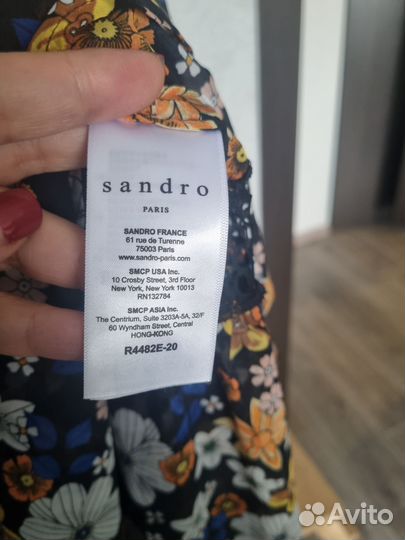 sandro
PARIS
SANDRO FRANCE
61 rue de Turenne
75003 Paris
www.sandro-paris.com
SMCP USA Inc.
10 Crosby Street, 3rd Floor
New York, New York 10013
RN132784
SMCP ASIA Inc.
The Centrium, Suite 3203A-5A, 32/F
60 Wyndham Street, Central
HONG-KONG
R4482E-20
Avito